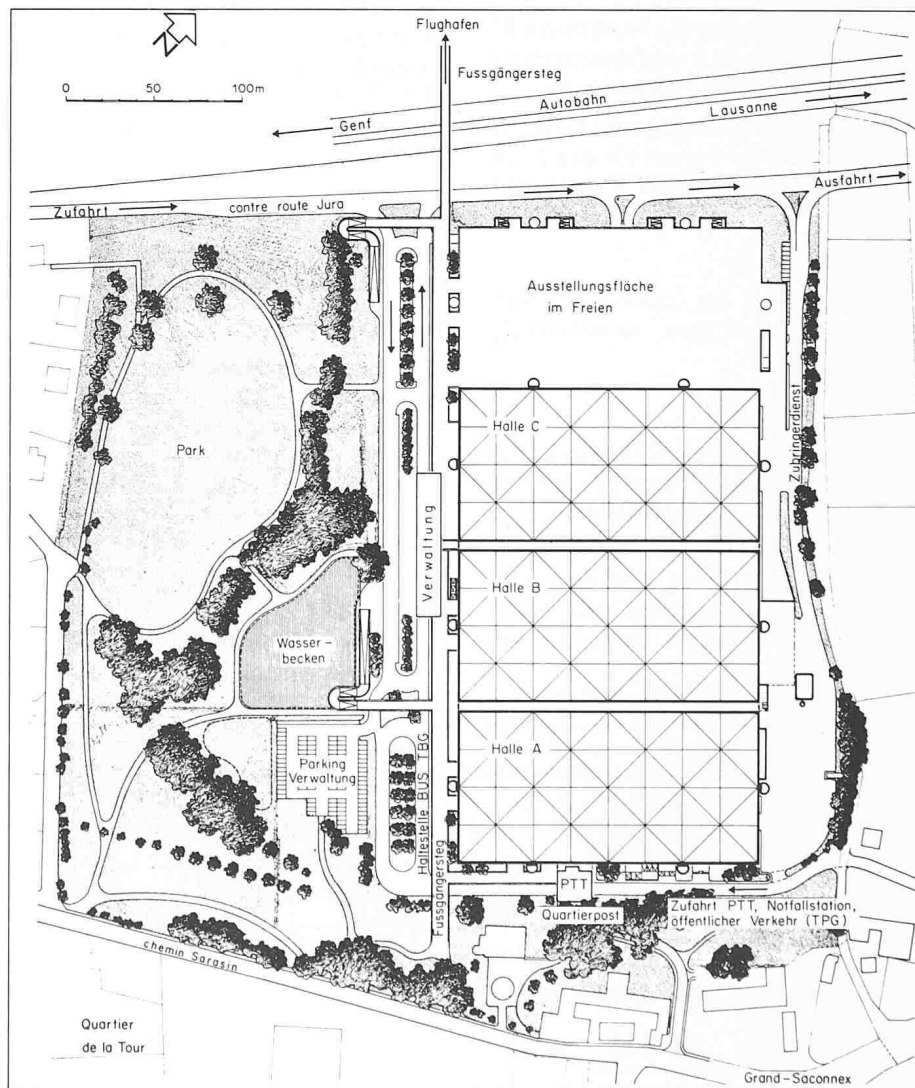 Flughafen
N
Fussgängersteg
0 50 100m
Autobahn
Lausanne
Genf
Ausfahrt
Zufahrt
contre route Jura
Ausstellungsfläche
im Freien
Zubringerdienst
Halle C
Park
Verwaltung
Halle B
Wasser-
becken
Halle A
Parking
Verwaltung
Haltestelle BUS TBG
Fussgängersteg
PTT
Quartierpost
Zufahrt PTT, Notfallstation,
öffentlicher Verkehr (TPG)
chemin Sarasin
Quartier
de la Tour
Grand-Saconnex